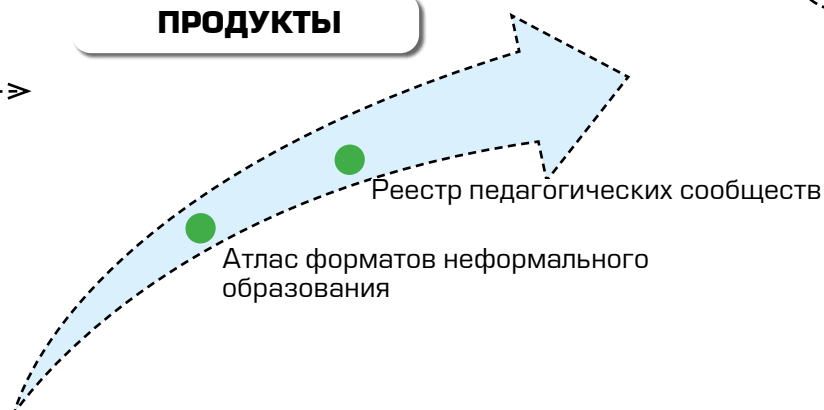 ПРОДУКТЫ
Реестр педагогических сообществ
Атлас форматов неформального
образования